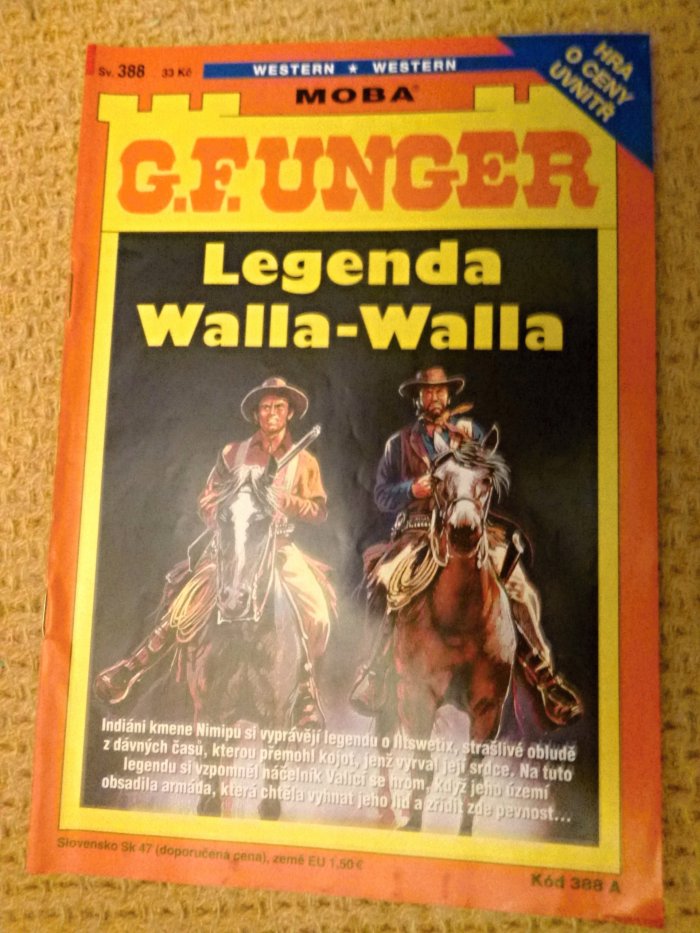 Sv. 388 33 Kč
WESTERN ★ WESTERN
HRA
O CENY
UVNITŘ
MOBA®
G.F. UNGER
Legenda
Walla-Walla
Indiáni kmene Nimipú si vyprávějí legendu o Iltswetix, strašlivé obludě
z dávných časů, kterou přemohl kojot, jenž vyrval její srdce. Na tuto
legendu si vzpomněl náčelník Valící se hrom, když jeho území
obsadila armáda, která chtěla vyhnat jeho lid a zřídit zde pevnost...
Slovensko Sk 47 (doporučená cena), země EU 1,50 €
Kód 388 A